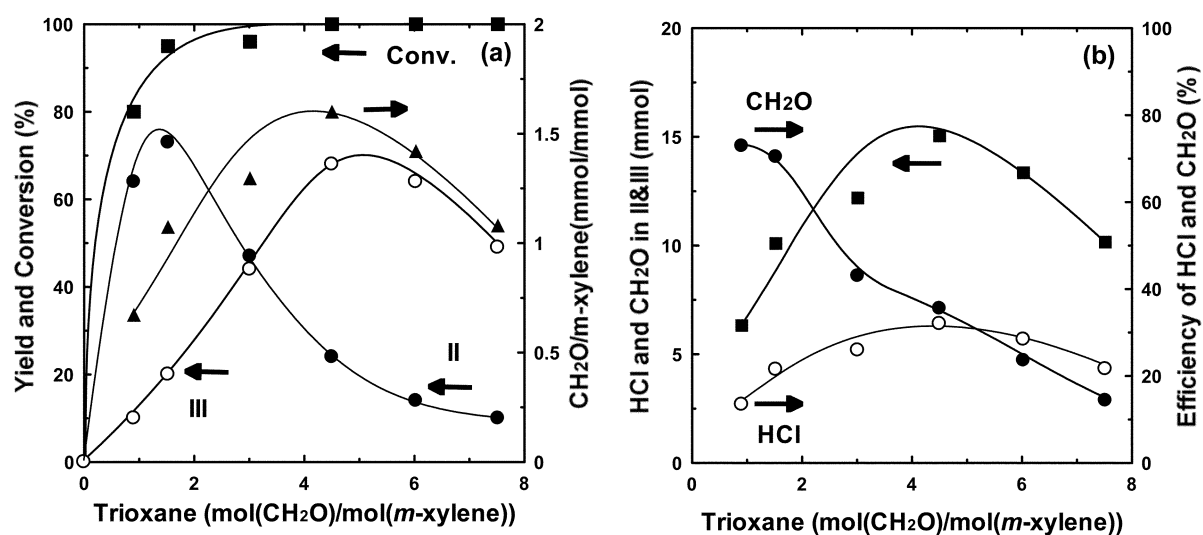 (a)
Conv.
II
III
Yield and Conversion (%)
100
80
60
40
20
0
CH2O/m-xylene(mmol/mmol)
2
1.5
1
0.5
0
0 2 4 6 8
Trioxane (mol(CH2O)/mol(m-xylene))
(b)
CH2O
HCl
HCl and CH2O in II&III (mmol)
20
15
10
5
0
Efficiency of HCl and CH2O (%)
100
80
60
40
20
0
0 2 4 6 8
Trioxane (mol(CH2O)/mol(m-xylene))